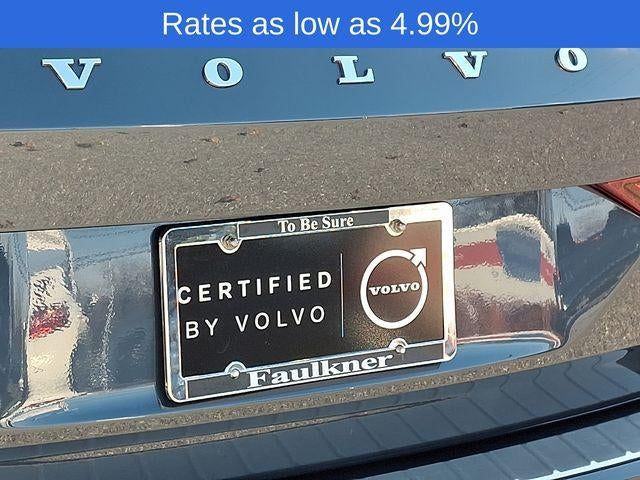 Rates as low as 4.99%
VOLVO
To Be Sure
CERTIFIED
BY VOLVO
VOLVO
Faulkner